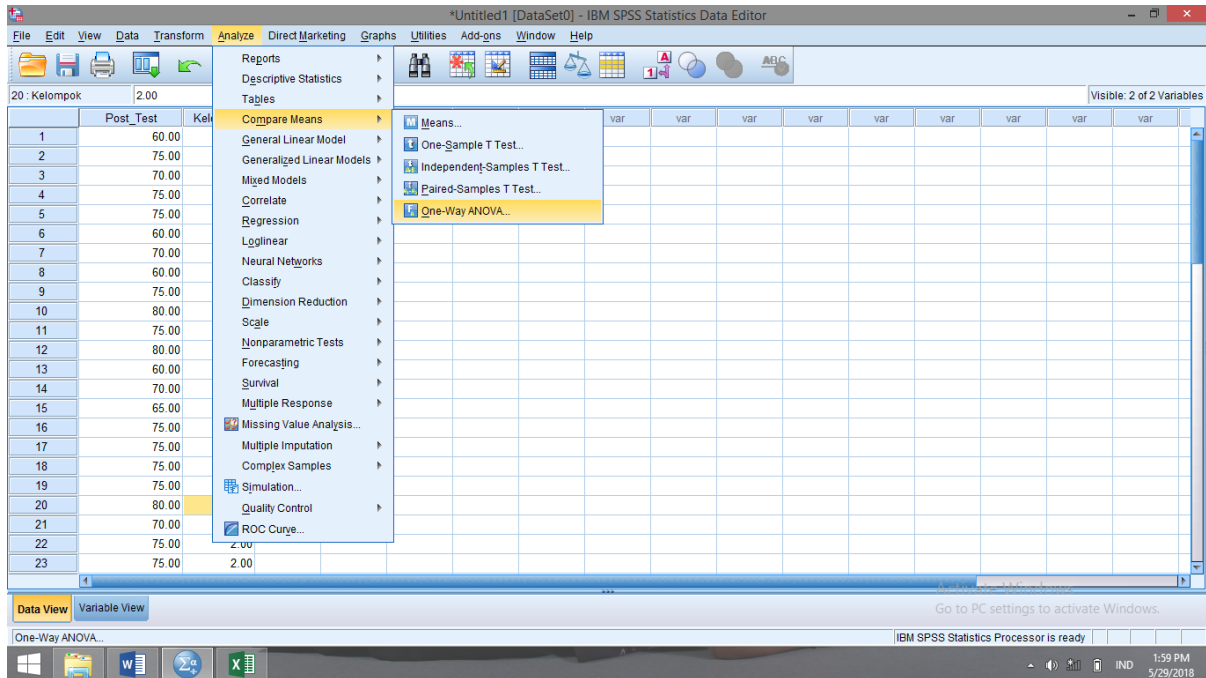 *Untitled1 [DataSet0] - IBM SPSS Statistics Data Editor
File Edit View Data Transform Analyze Direct Marketing Graphs Utilities Add-ons Window Help
20 : Kelompok 2.00 Visible: 2 of 2 Variables
Post_Test Kel var var var var var var var var var
Reports
Descriptive Statistics
Tables
Compare Means
General Linear Model
Generalized Linear Models
Mixed Models
Correlate
Regression
Loglinear
Neural Networks
Classify
Dimension Reduction
Scale
Nonparametric Tests
Forecasting
Survival
Multiple Response
Missing Value Analysis...
Multiple Imputation
Complex Samples
Simulation...
Quality Control
ROC Curve...
Means...
One-Sample T Test...
Independent-Samples T Test...
Paired-Samples T Test...
One-Way ANOVA...
1 60.00
2 75.00
3 70.00
4 75.00
5 75.00
6 60.00
7 70.00
8 60.00
9 75.00
10 80.00
11 75.00
12 80.00
13 60.00
14 70.00
15 65.00
16 75.00
17 75.00
18 75.00
19 75.00
20 80.00
21 70.00
22 75.00 2.00
23 75.00 2.00
Activate Windows
Go to PC settings to activate Windows.
Data View Variable View
One-Way ANOVA... IBM SPSS Statistics Processor is ready
IND 1:59 PM
5/29/2018